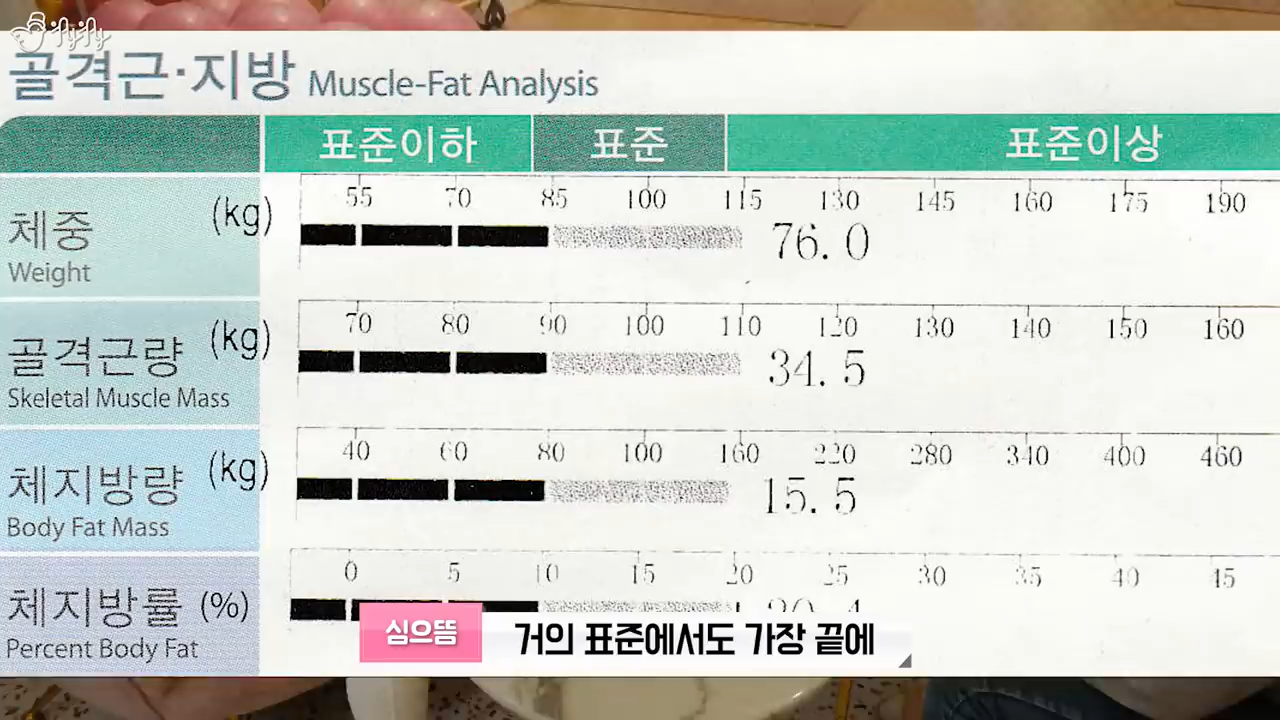 골격근·지방 Muscle-Fat Analysis
표준이하 표준 표준이상
체중 (kg)
Weight
55 70 85 100 115 130 145 160 175 190
76.0
골격근량 (kg)
Skeletal Muscle Mass
70 80 90 100 110 120 130 140 150 160
34.5
체지방량 (kg)
Body Fat Mass
40 60 80 100 160 220 280 340 400 460
15.5
체지방률 (%)
Percent Body Fat
0 5 10 15 20 25 30 35 40 45
심으뜸 거의 표준에서도 가장 끝에